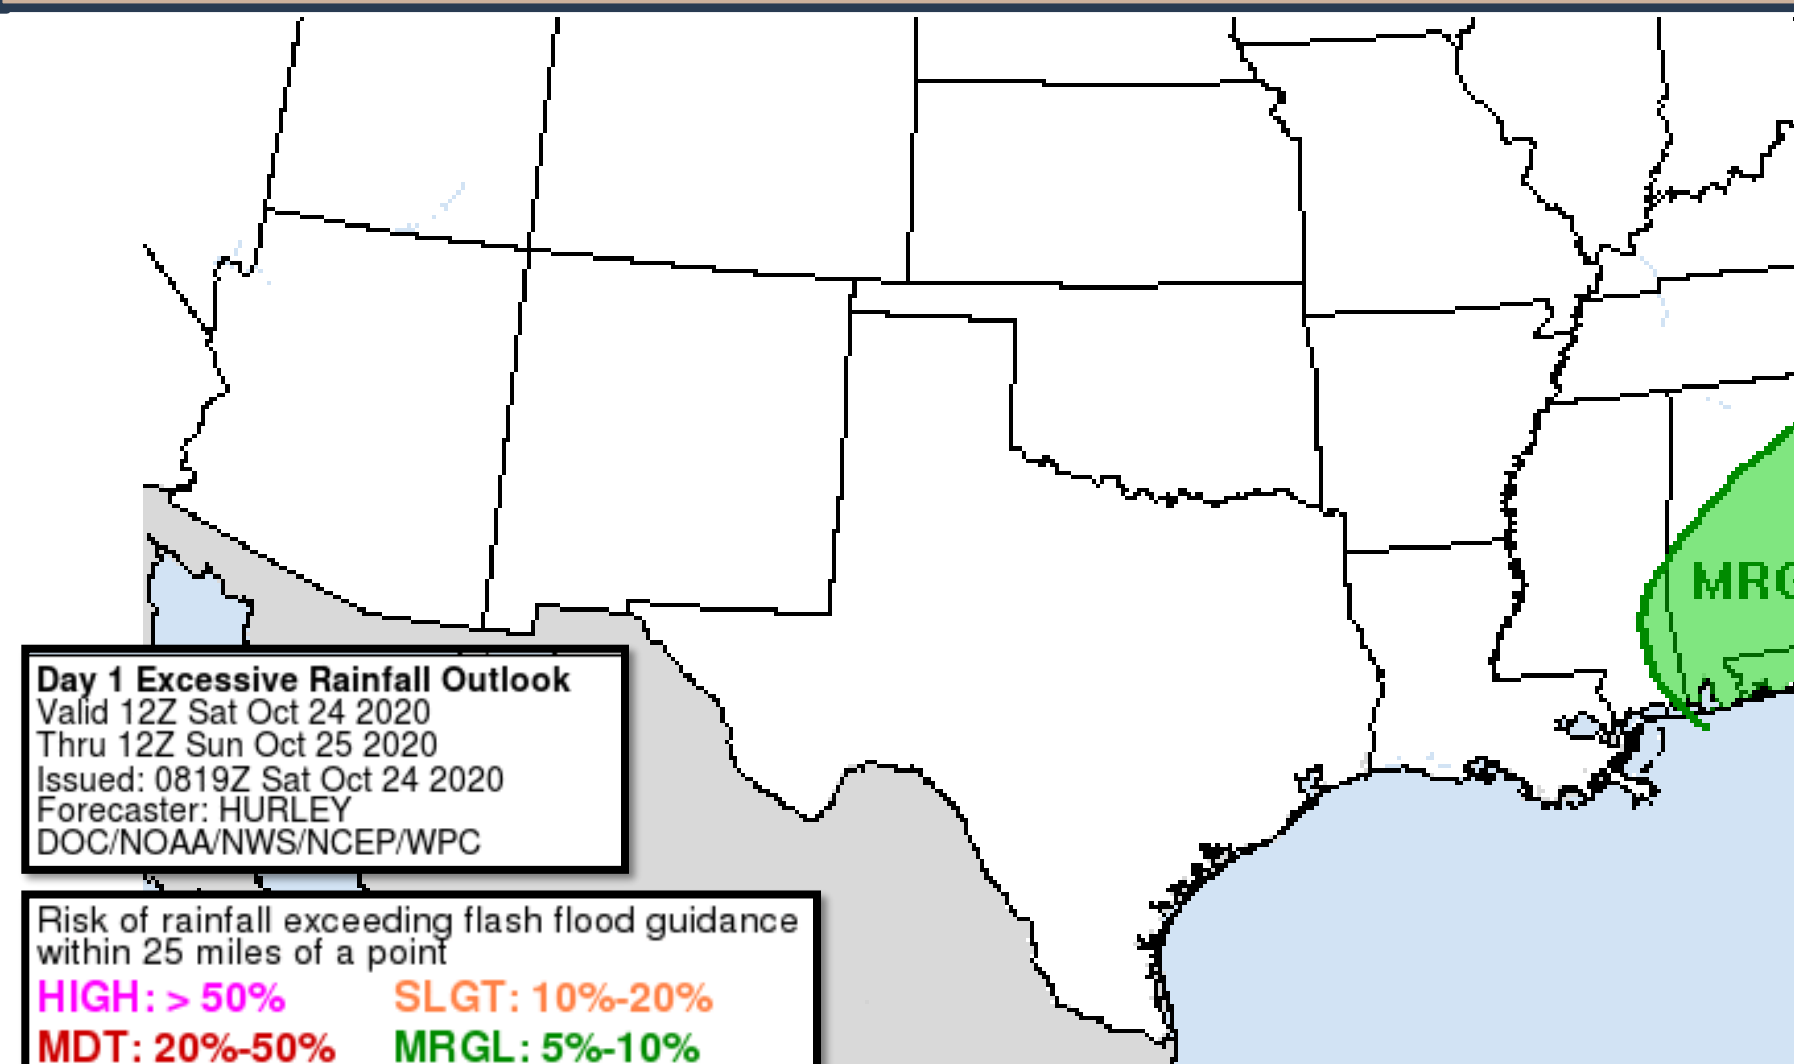 MRG
Day 1 Excessive Rainfall Outlook
Valid 12Z Sat Oct 24 2020
Thru 12Z Sun Oct 25 2020
Issued: 0819Z Sat Oct 24 2020
Forecaster: HURLEY
DOC/NOAA/NWS/NCEP/WPC
Risk of rainfall exceeding flash flood guidance
within 25 miles of a point
HIGH: > 50% SLGT: 10%-20%
MDT: 20%-50% MRGL: 5%-10%